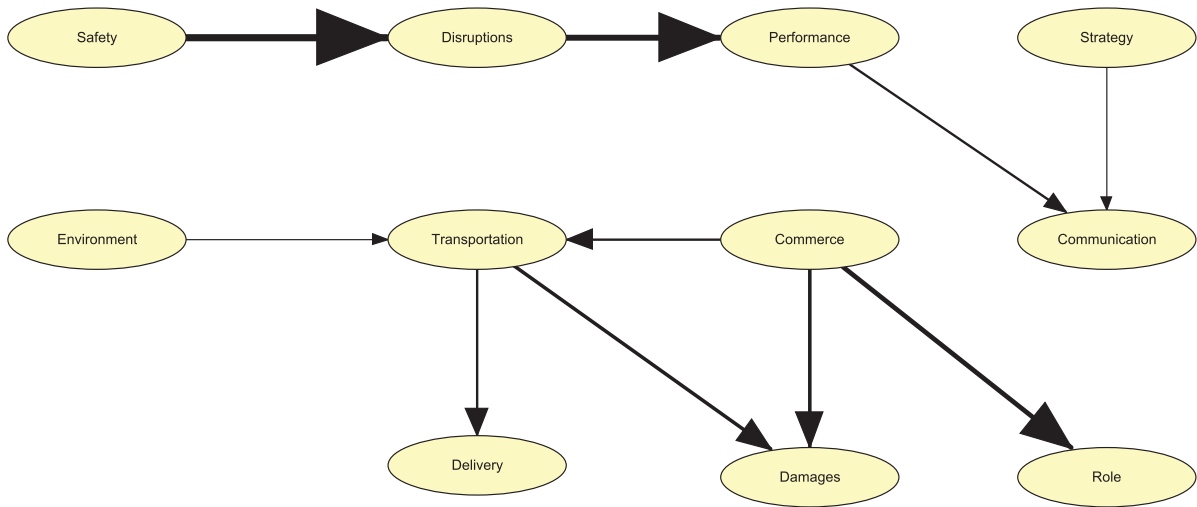 Safety
Disruptions
Performance
Strategy
Environment
Transportation
Commerce
Communication
Delivery
Damages
Role